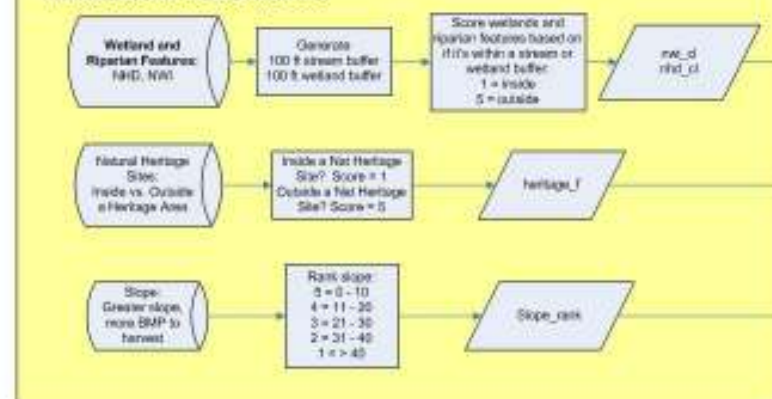 Wetland and
Riparian Features:
NHD, NWI
Generate
100 ft stream buffer
100 ft wetland buffer
Score wetlands and
riparian features based on
if it's within a stream or
wetland buffer:
1 = inside
5 = outside
nwi_cl
nhd_cl
Natural Heritage
Sites:
Inside vs. Outside
a Heritage Area
Inside a Nat Heritage
Site? Score = 1
Outside a Nat Heritage
Site? Score = 5
heritage_f
Slope:
Greater slope,
more BMP to
harvest
Rank slope:
5 = 0 - 10
4 = 11 - 20
3 = 21 - 30
2 = 31 - 40
1 = > 40
Slope_rank